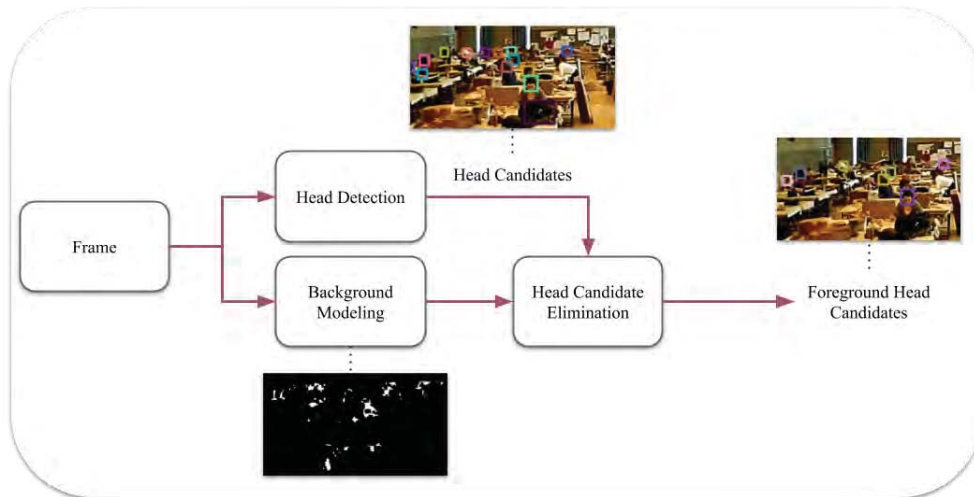 Head Candidates
Head Detection
Frame
Background
Modeling
Head Candidate
Elimination
Foreground Head
Candidates